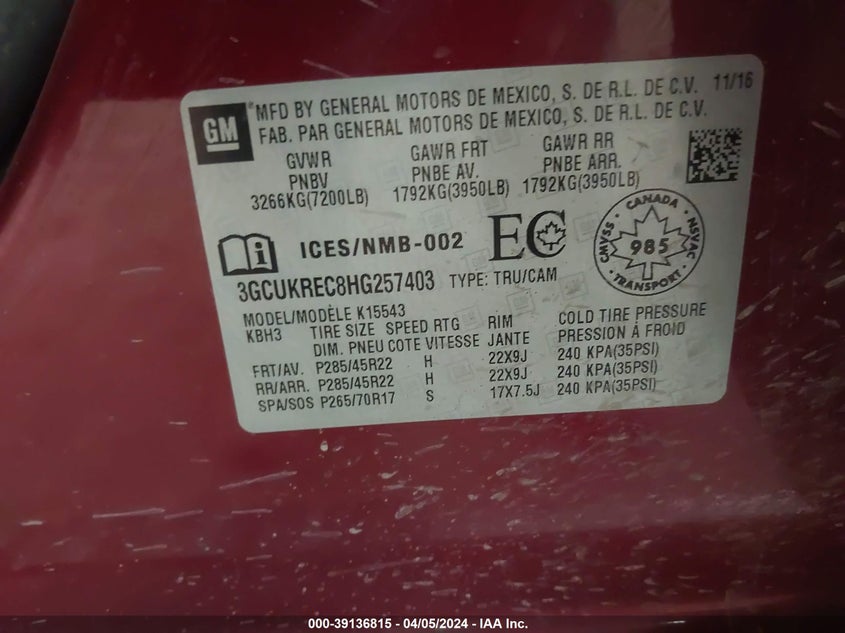 GM
*MFD BY GENERAL MOTORS DE MEXICO, S. DE R.L. DE C.V. 11/16
FAB. PAR GENERAL MOTORS DE MEXICO, S. DE R.L. DE C.V.
GVWR GAWR FRT GAWR RR
PNBV PNBE AV. PNBE ARR.
3266KG(7200LB) 1792KG(3950LB) 1792KG(3950LB)
i ICES/NMB-002 EC
CANADA
CMVSS 985 NSVAC
TRANSPORT
3GCUKREC8HG257403 TYPE: TRU/CAM
MODEL/MODÈLE K15543
KBH3 TIRE SIZE SPEED RTG RIM COLD TIRE PRESSURE
DIM. PNEU COTE VITESSE JANTE PRESSION À FROID
FRT/AV. P285/45R22 H 22X9J 240 KPA(35PSI)
RR/ARR. P285/45R22 H 22X9J 240 KPA(35PSI)
SPA/SOS P265/70R17 S 17X7.5J 240 KPA(35PSI)
000-39136815 - 04/05/2024 - IAA Inc.